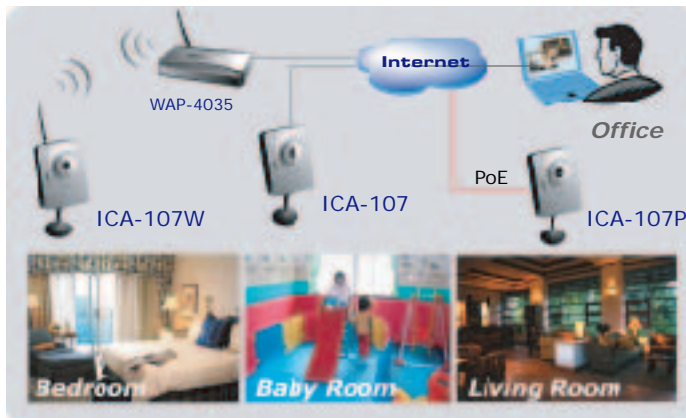 Internet
WAP-4035
Office
PoE
ICA-107W
ICA-107
ICA-107P
Bedroom
Baby Room
Living Room